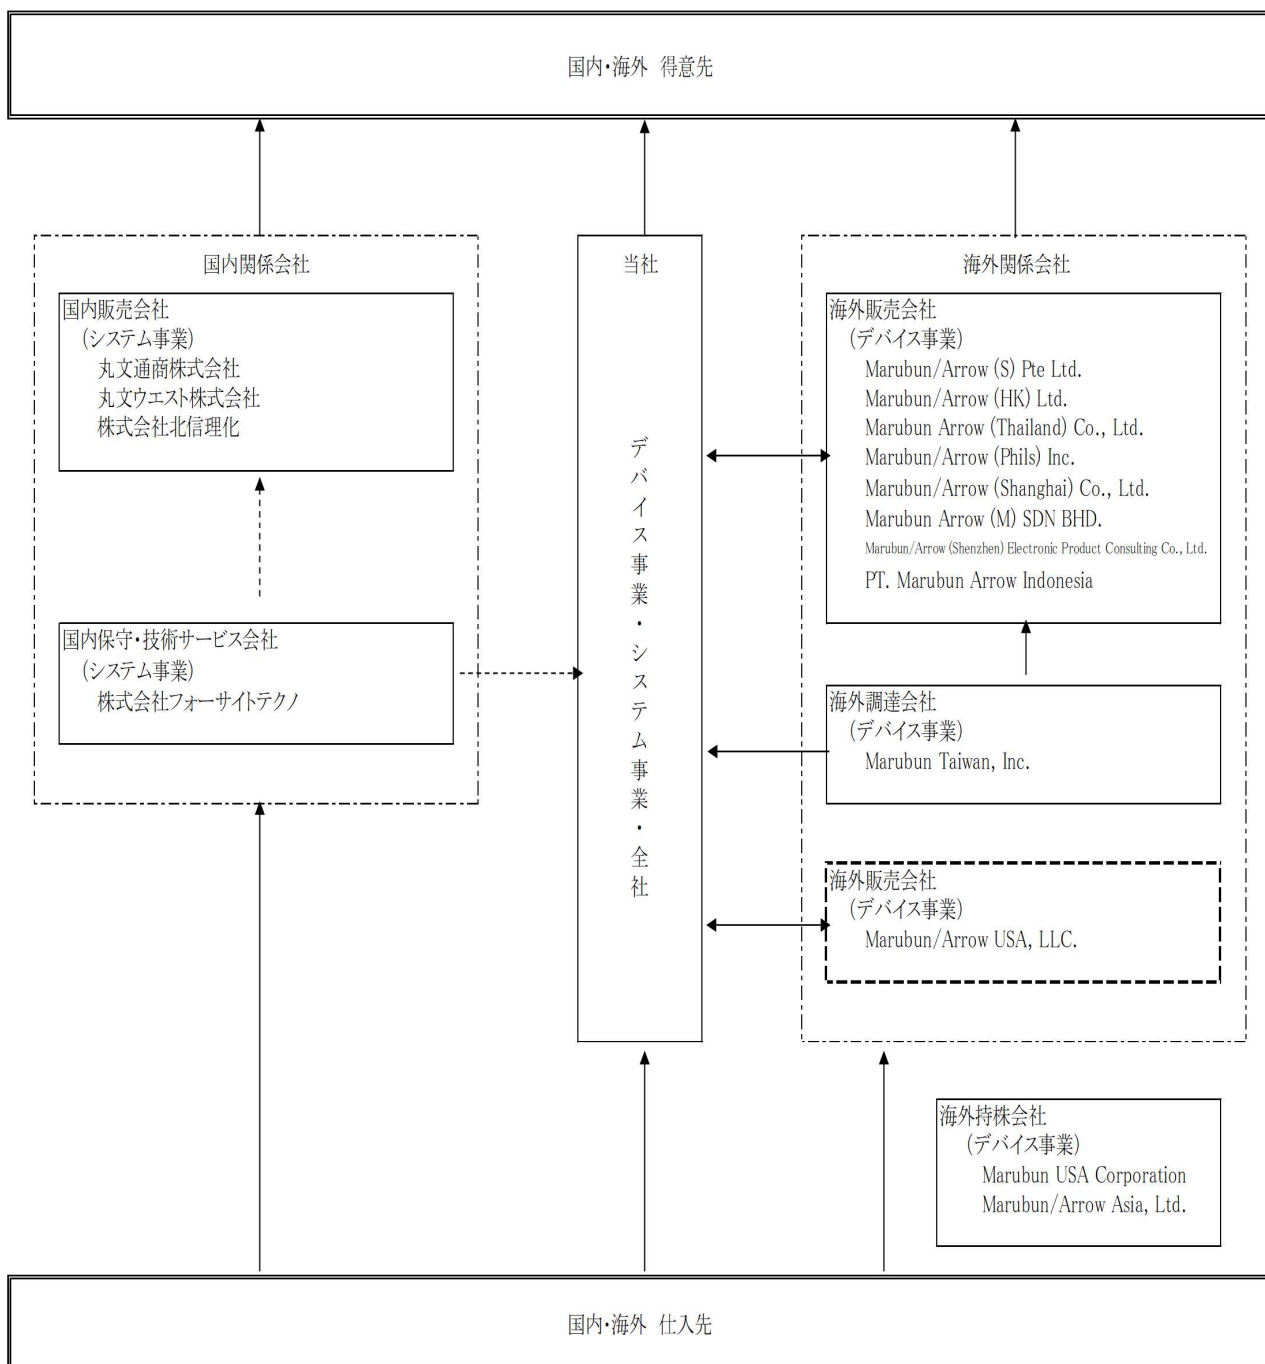 国内・海外 得意先
国内関係会社
国内販売会社
(システム事業)
丸文通商株式会社
丸文ウエスト株式会社
株式会社北信理化
国内保守・技術サービス会社
(システム事業)
株式会社フォーサイトテクノ
当社
デバイス事業・システム事業・全社
海外関係会社
海外販売会社
(デバイス事業)
Marubun/Arrow (S) Pte Ltd.
Marubun/Arrow (HK) Ltd.
Marubun Arrow (Thailand) Co., Ltd.
Marubun/Arrow (Phils) Inc.
Marubun/Arrow (Shanghai) Co., Ltd.
Marubun Arrow (M) SDN BHD.
Marubun/Arrow (Shenzhen) Electronic Product Consulting Co., Ltd.
PT. Marubun Arrow Indonesia
海外調達会社
(デバイス事業)
Marubun Taiwan, Inc.
海外販売会社
(デバイス事業)
Marubun/Arrow USA, LLC.
海外持株会社
(デバイス事業)
Marubun USA Corporation
Marubun/Arrow Asia, Ltd.
国内・海外 仕入先